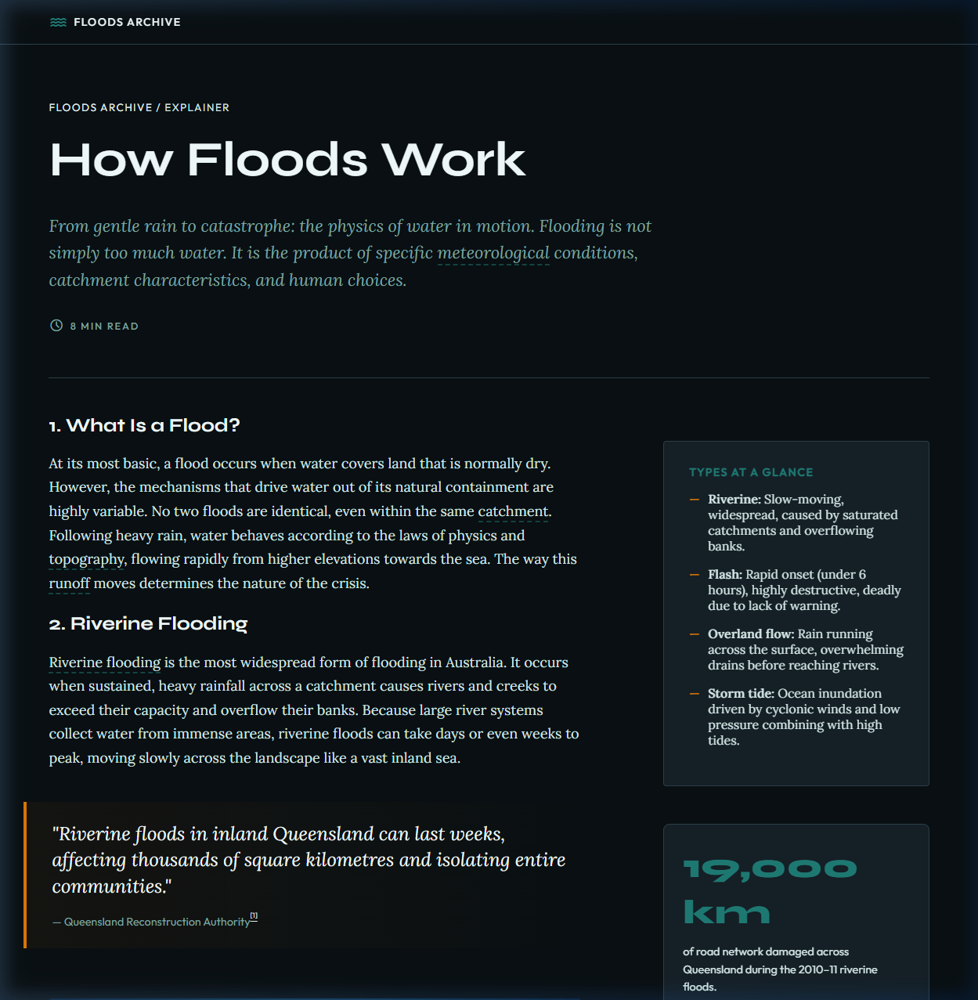 FLOODS ARCHIVE
FLOODS ARCHIVE / EXPLAINER
How Floods Work
From gentle rain to catastrophe: the physics of water in motion. Flooding is not
simply too much water. It is the product of specific meteorological conditions,
catchment characteristics, and human choices.
8 MIN READ
1. What Is a Flood?
At its most basic, a flood occurs when water covers land that is normally dry.
However, the mechanisms that drive water out of its natural containment are
highly variable. No two floods are identical, even within the same catchment.
Following heavy rain, water behaves according to the laws of physics and
topography, flowing rapidly from higher elevations towards the sea. The way this
runoff moves determines the nature of the crisis.
2. Riverine Flooding
Riverine flooding is the most widespread form of flooding in Australia. It occurs
when sustained, heavy rainfall across a catchment causes rivers and creeks to
exceed their capacity and overflow their banks. Because large river systems
collect water from immense areas, riverine floods can take days or even weeks to
peak, moving slowly across the landscape like a vast inland sea.
"Riverine floods in inland Queensland can last weeks,
affecting thousands of square kilometres and isolating entire
communities."
— Queensland Reconstruction Authority[1]
TYPES AT A GLANCE
— Riverine: Slow-moving,
widespread, caused by saturated
catchments and overflowing
banks.
— Flash: Rapid onset (under 6
hours), highly destructive, deadly
due to lack of warning.
— Overland flow: Rain running
across the surface, overwhelming
drains before reaching rivers.
— Storm tide: Ocean inundation
driven by cyclonic winds and low
pressure combining with high
tides.
19,000
km
of road network damaged across
Queensland during the 2010–11 riverine
floods.